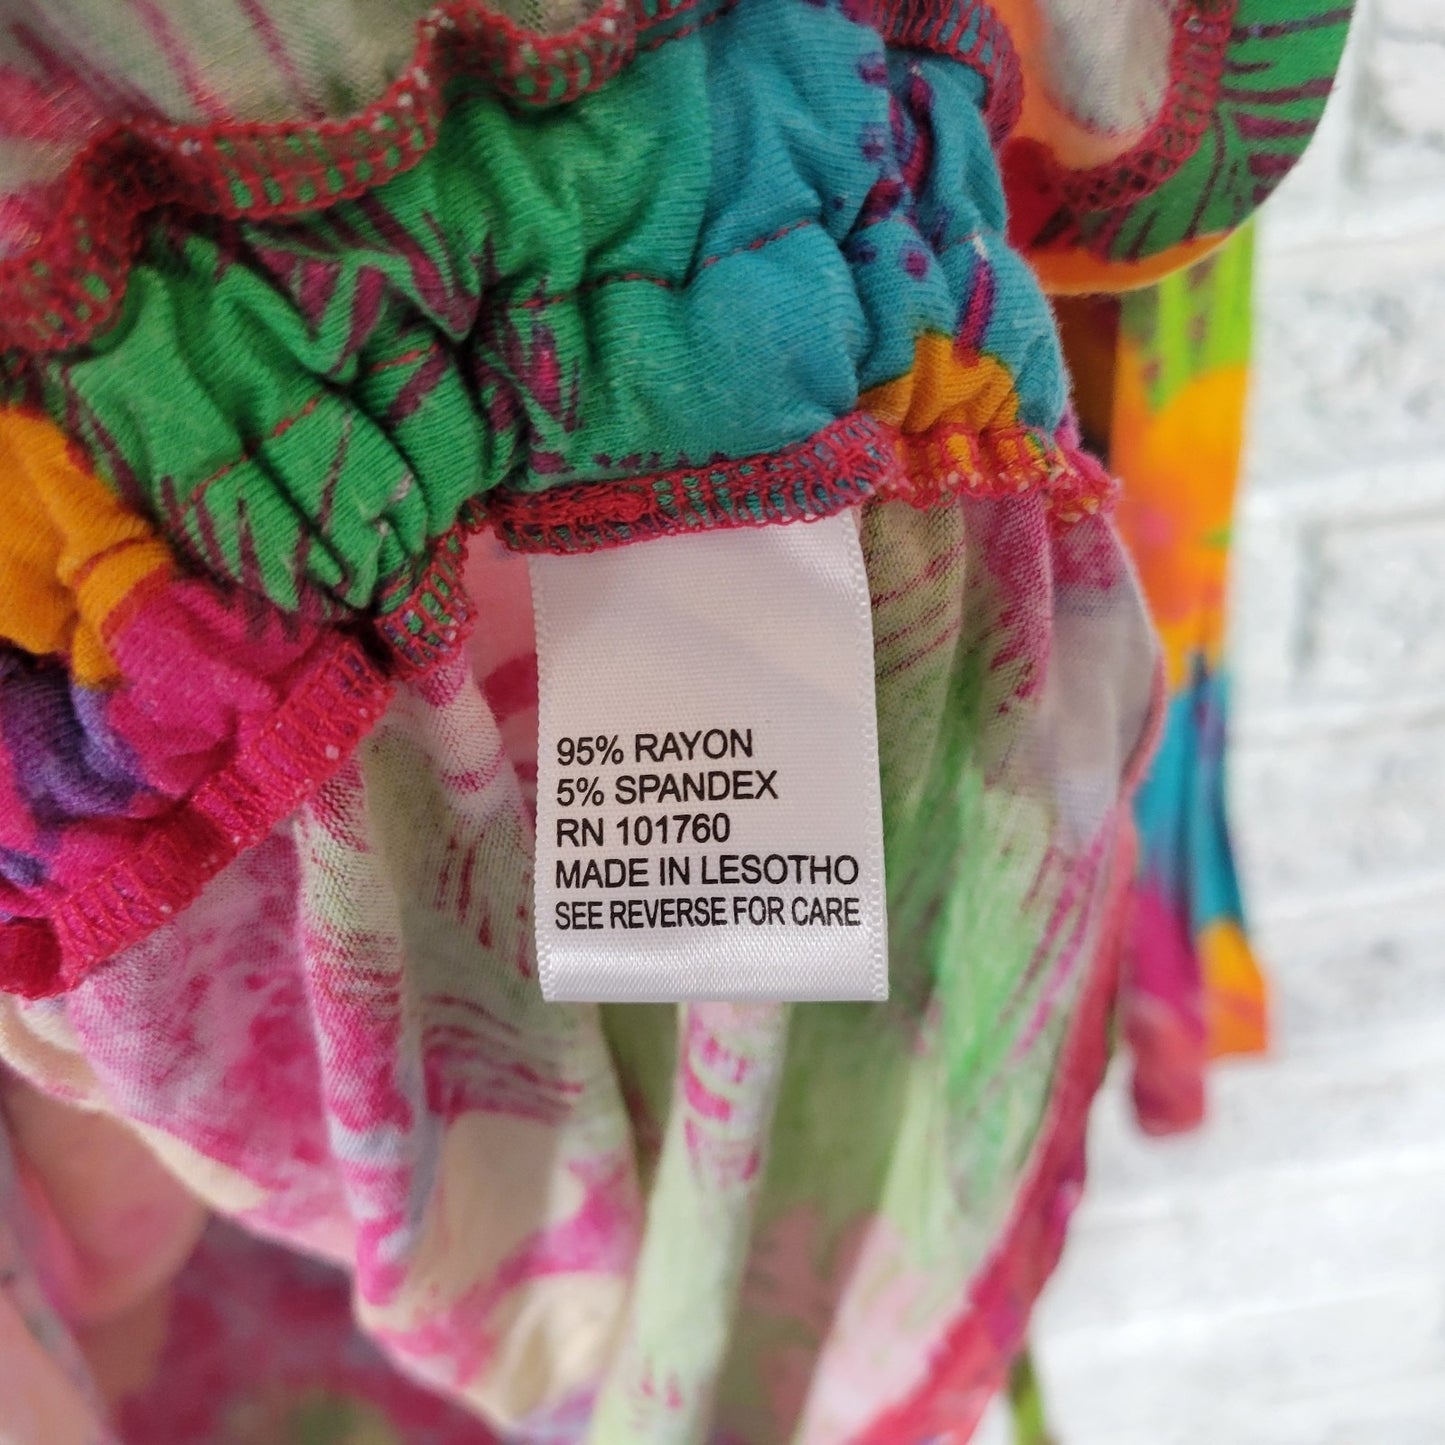 95% RAYON
5% SPANDEX
RN 101760
MADE IN LESOTHO
SEE REVERSE FOR CARE